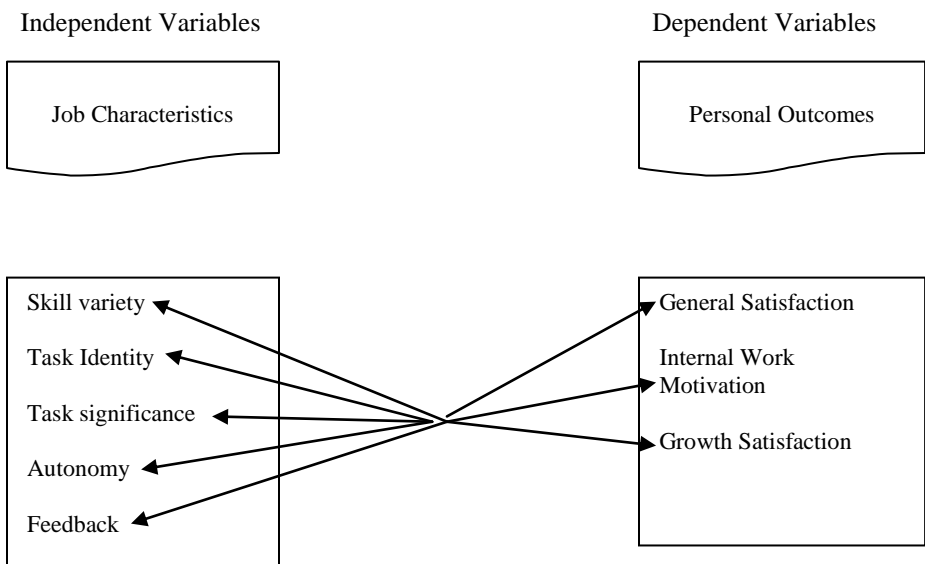 Independent Variables
Dependent Variables
Job Characteristics
Personal Outcomes
Skill variety
Task Identity
Task significance
Autonomy
Feedback
General Satisfaction
Internal Work
Motivation
Growth Satisfaction